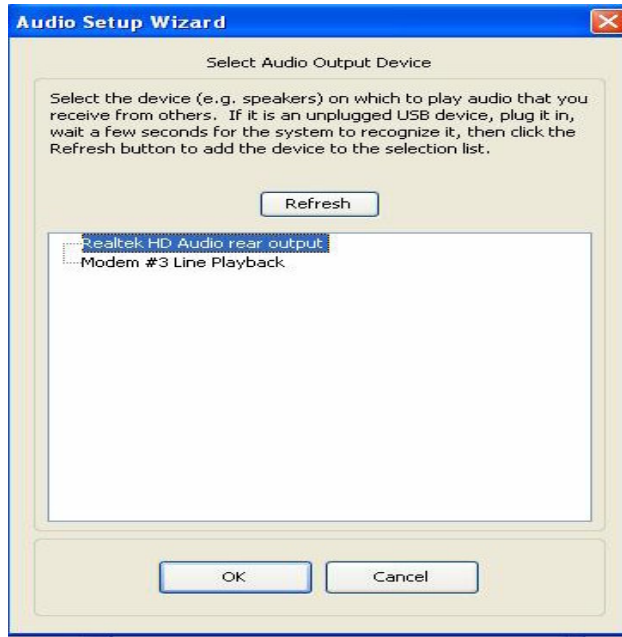 Audio Setup Wizard
Select Audio Output Device
Select the device (e.g. speakers) on which to play audio that you
receive from others. If it is an unplugged USB device, plug it in,
wait a few seconds for the system to recognize it, then click the
Refresh button to add the device to the selection list.
Refresh
Realtek HD Audio rear output
Modem #3 Line Playback
OK
Cancel